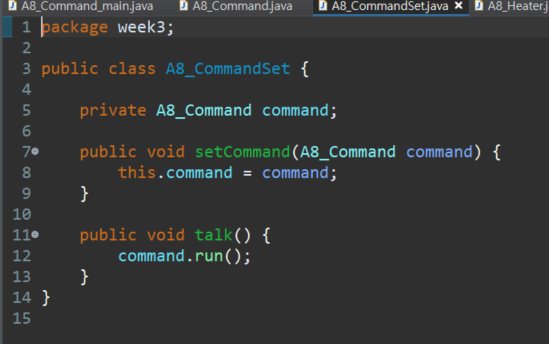 A8_Command_main.java A8_Command.java A8_CommandSet.java A8_Heater.j
1 package week3;
2
3 public class A8_CommandSet {
4
5 private A8_Command command;
6
7 public void setCommand(A8_Command command) {
8 this.command = command;
9 }
10
11 public void talk() {
12 command.run();
13 }
14 }
15